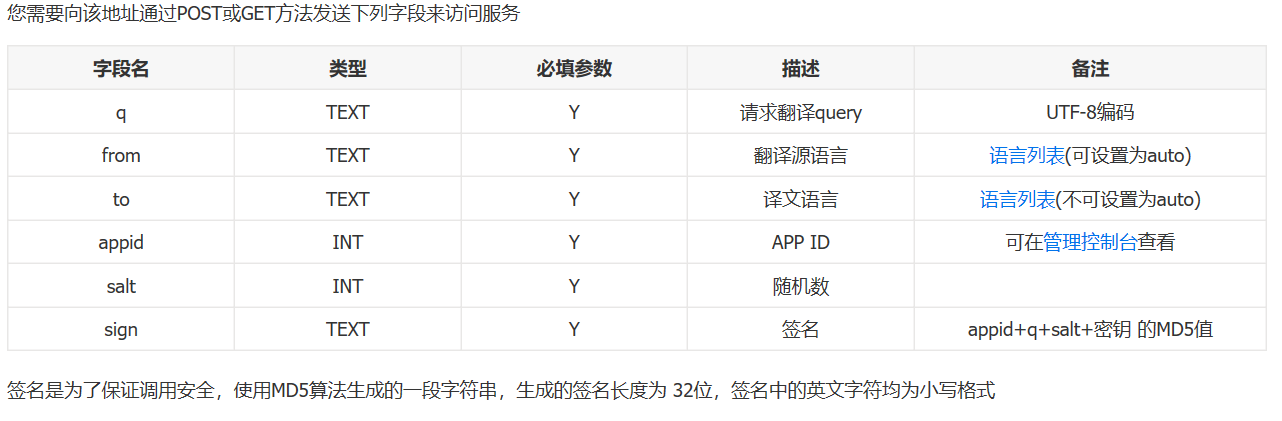 您需要向该地址通过POST或GET方法发送下列字段来访问服务
字段名 类型 必填参数 描述 备注
q TEXT Y 请求翻译query UTF-8编码
from TEXT Y 翻译源语言 语言列表(可设置为auto)
to TEXT Y 译文语言 语言列表(不可设置为auto)
appid INT Y APP ID 可在管理控制台查看
salt INT Y 随机数
sign TEXT Y 签名 appid+q+salt+密钥 的MD5值
签名是为了保证调用安全，使用MD5算法生成的一段字符串，生成的签名长度为 32位，签名中的英文字符均为小写格式